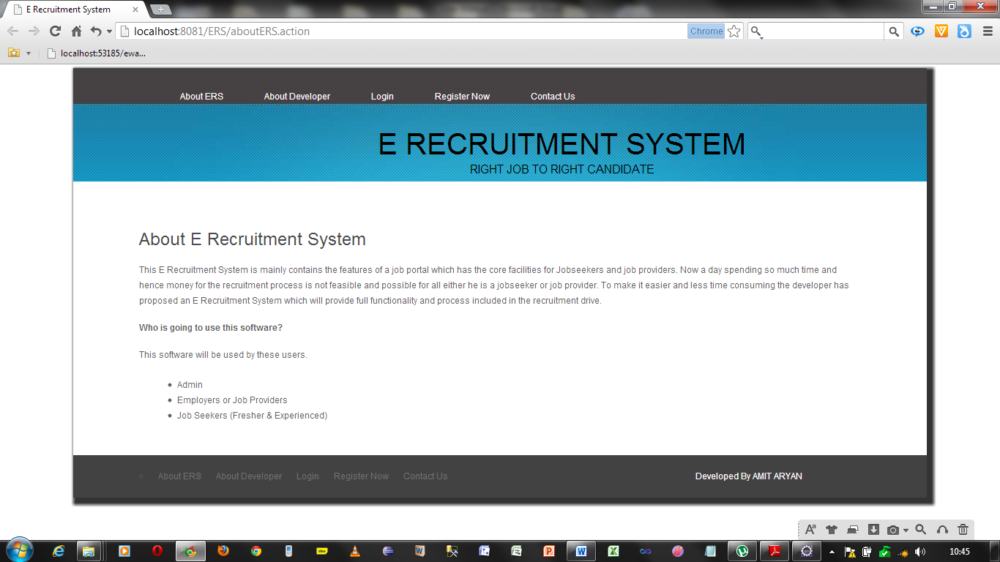 E Recruitment System
localhost:8081/ERS/aboutERS.action
Chrome
localhost:53185/ewa...
About ERS About Developer Login Register Now Contact Us
E RECRUITMENT SYSTEM
RIGHT JOB TO RIGHT CANDIDATE
About E Recruitment System
This E Recruitment System is mainly contains the features of a job portal which has the core facilities for Jobseekers and job providers. Now a day spending so much time and
hence money for the recruitment process is not feasible and possible for all either he is a jobseeker or job provider. To make it easier and less time consuming the developer has
proposed an E Recruitment System which will provide full functionality and process included in the recruitment drive.
Who is going to use this software?
This software will be used by these users.
Admin
Employers or Job Providers
Job Seekers (Fresher & Experienced)
About ERS About Developer Login Register Now Contact Us Developed By AMIT ARYAN
10:45